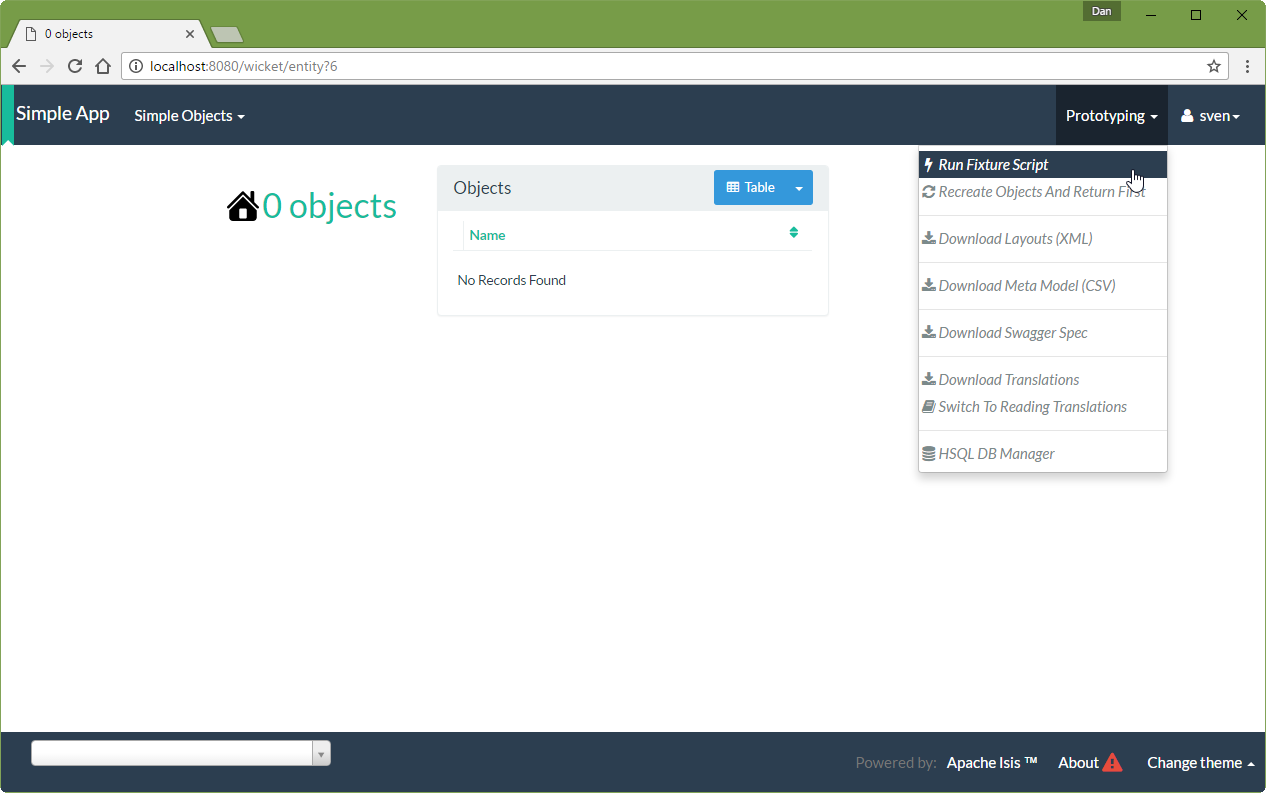 Dan
0 objects
localhost:8080/wicket/entity?6
Simple App
Simple Objects
Prototyping
sven
0 objects
Objects
Table
Name
No Records Found
Run Fixture Script
Recreate Objects And Return First
Download Layouts (XML)
Download Meta Model (CSV)
Download Swagger Spec
Download Translations
Switch To Reading Translations
HSQL DB Manager
Powered by: Apache Isis ™ About Change theme